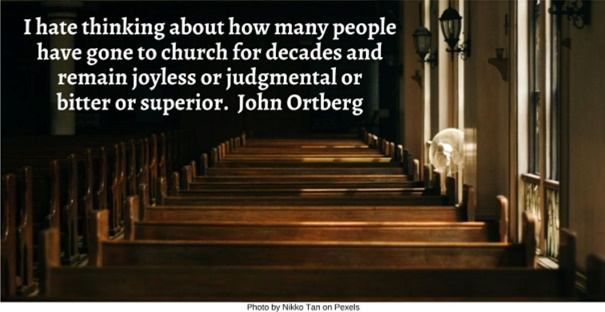 I hate thinking about how many people
have gone to church for decades and
remain joyless or judgmental or
bitter or superior.  John Ortberg
Photo by Nikko Tan on Pexels